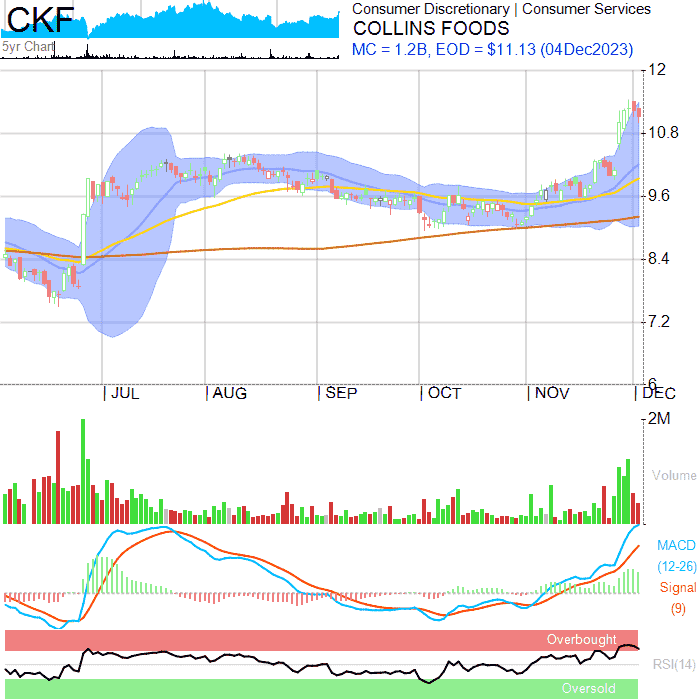 CKF
5yr Chart
Consumer Discretionary | Consumer Services
COLLINS FOODS
MC = 1.2B, EOD = $11.13 (04Dec2023)
12
10.8
9.6
8.4
7.2
6
JUL AUG SEP OCT NOV DEC
2M
Volume
MACD
(12-26)
Signal
(9)
Overbought
RSI(14)
Oversold